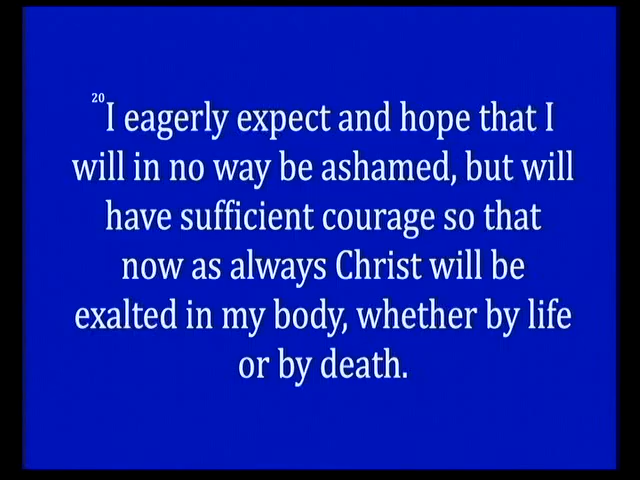 20 I eagerly expect and hope that I
will in no way be ashamed, but will
have sufficient courage so that
now as always Christ will be
exalted in my body, whether by life
or by death.